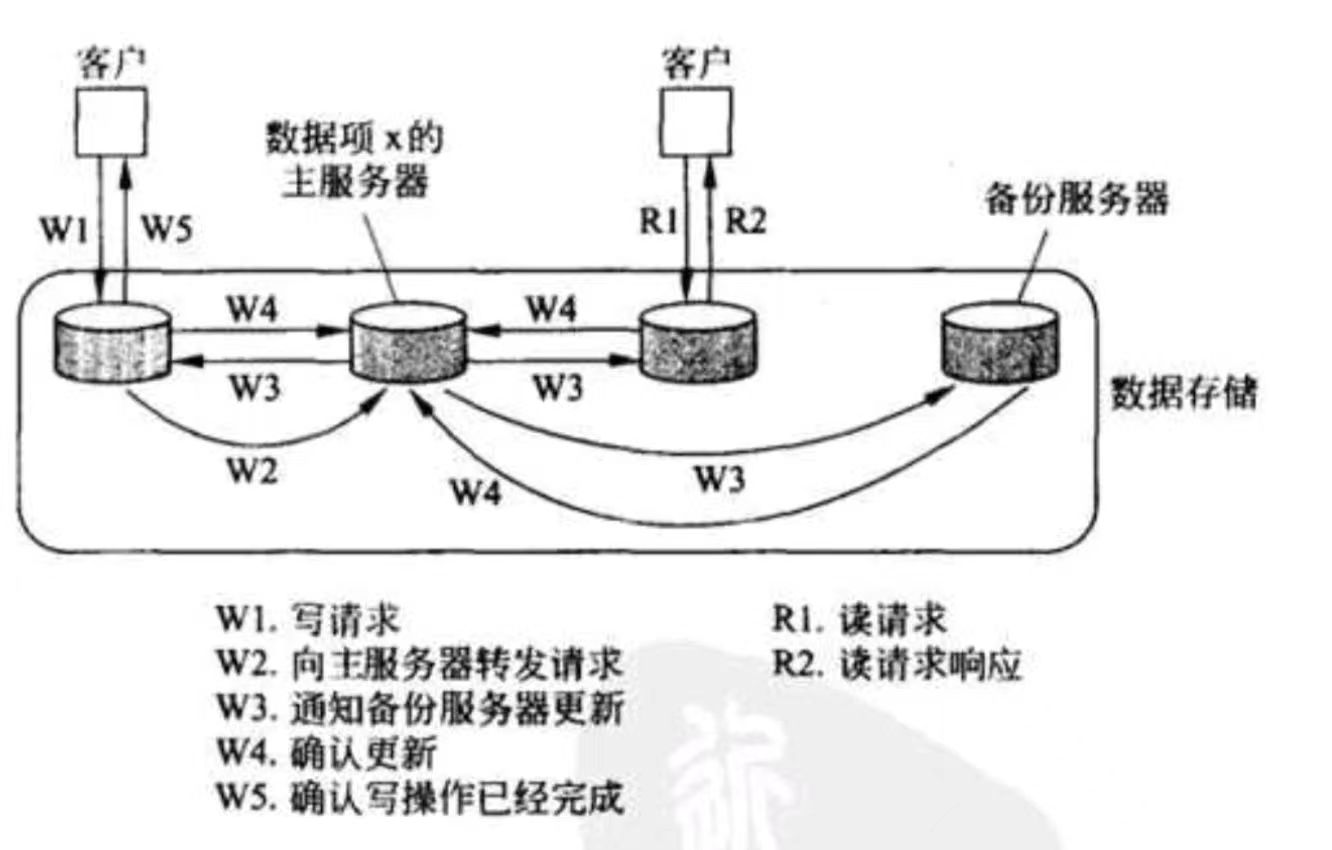 客户
客户
数据项 x 的
主服务器
备份服务器
W1
W5
R1
R2
W4
W4
W3
W3
数据存储
W2
W4
W3
W1. 写请求
W2. 向主服务器转发请求
W3. 通知备份服务器更新
W4. 确认更新
W5. 确认写操作已经完成
R1. 读请求
R2. 读请求响应